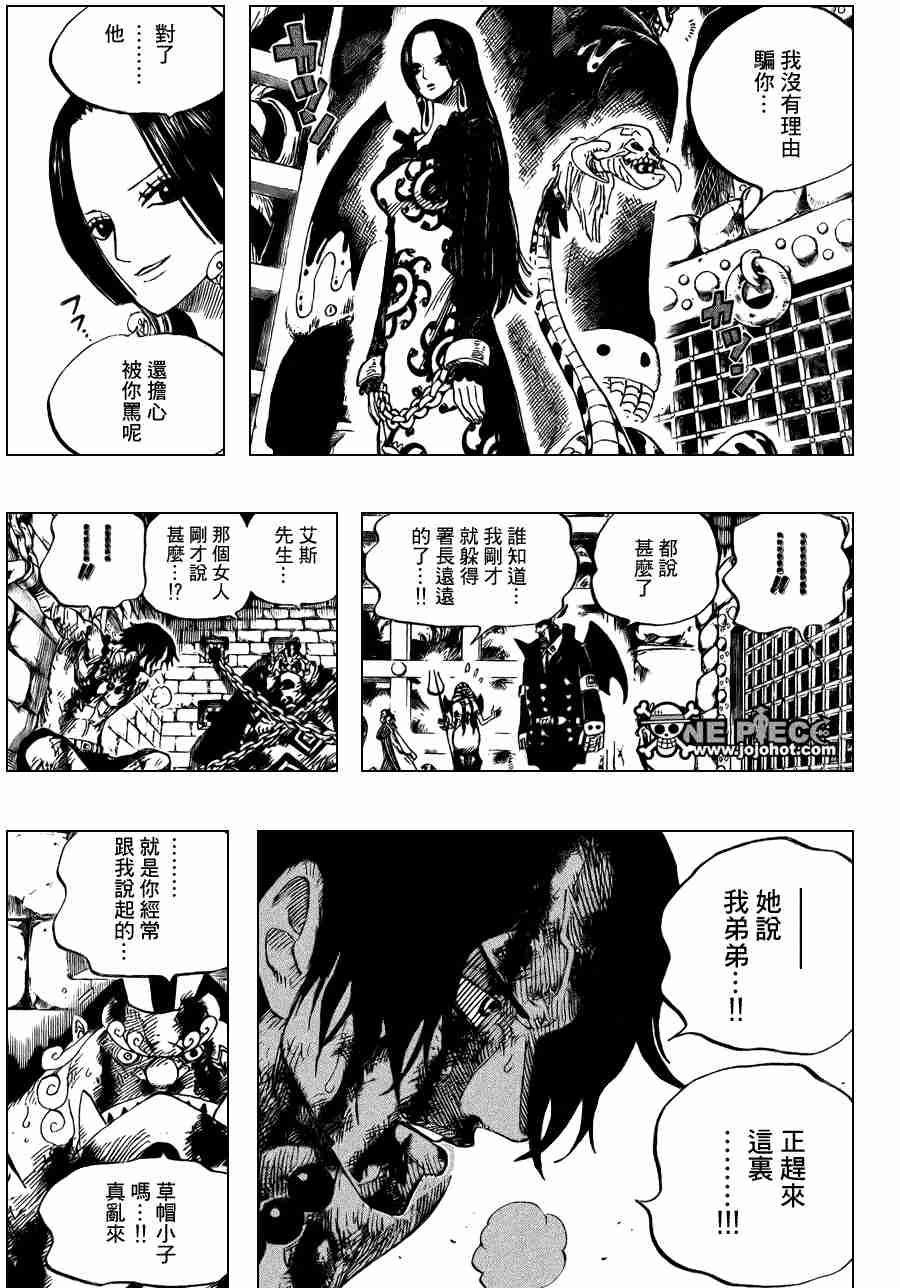 我沒有理由
騙你…
對了
他………
還擔心
被你罵呢
…………!!
都說
甚麼了
誰知道…
我剛才
就躲得
署長遠遠
的了…!!
ONE PIECE
www.jojohot.com
艾斯
先生…
那個女人
剛才說
甚麼…!?
…………!!
——她說
我弟弟…!!
正趕來
這裏
………!!!
………
就是你經常
跟我說起的…
草帽小子
嗎…!!
真亂來